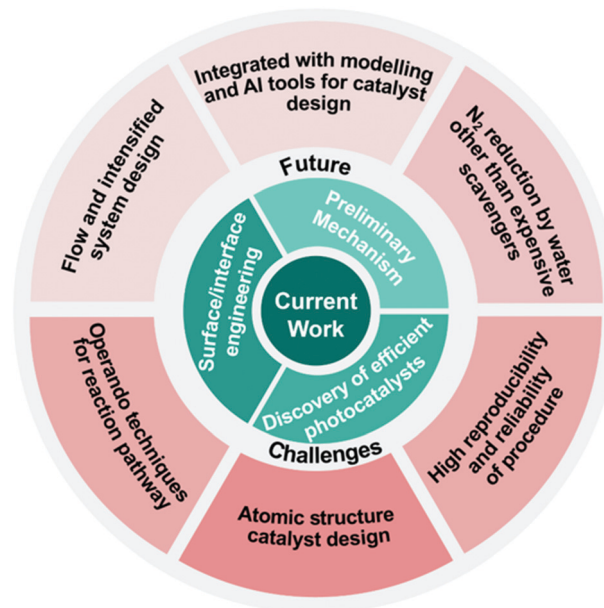 Integrated with modelling
and AI tools for catalyst
design
N₂ reduction by water
other than expensive
scavengers
High reproducibility
and reliability
of procedure
Atomic structure
catalyst design
Operando techniques
for reaction pathway
Flow and intensified
system design
Future
Preliminary
Mechanism
Surface/interface
engineering
Current
Work
Discovery of efficient
photocatalysts
Challenges